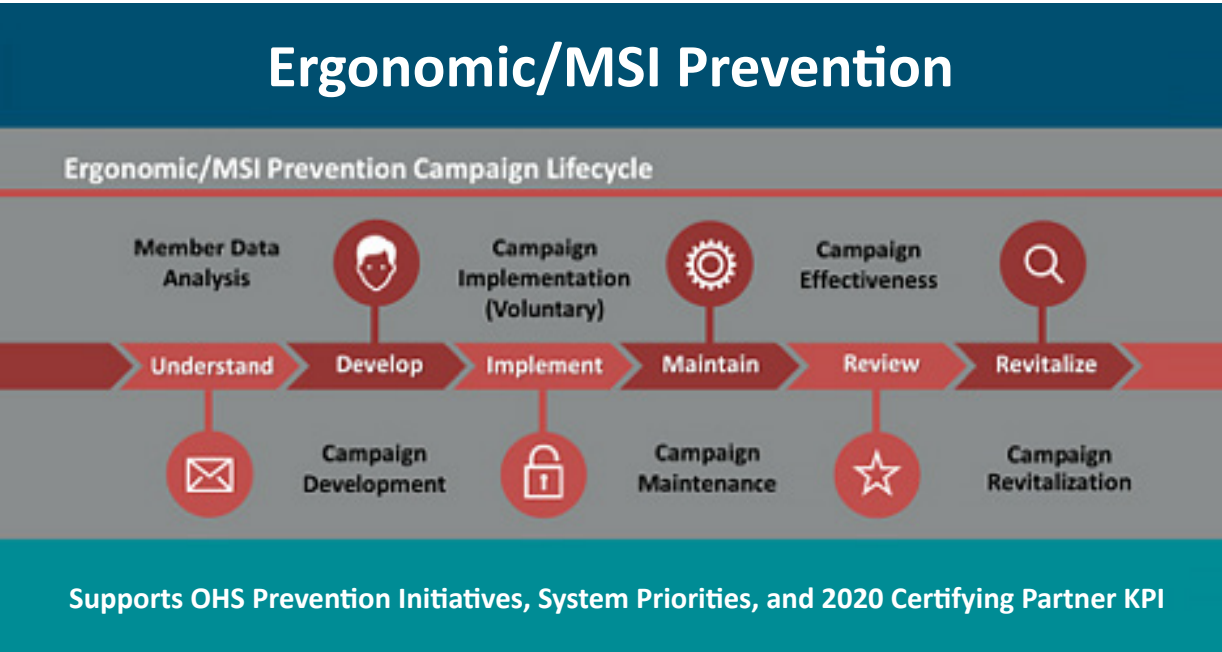 Ergonomic/MSI Prevention
Ergonomic/MSI Prevention Campaign Lifecycle
Member Data
Analysis
Campaign
Implementation
(Voluntary)
Campaign
Effectiveness
Understand
Develop
Implement
Maintain
Review
Revitalize
Campaign
Development
Campaign
Maintenance
Campaign
Revitalization
Supports OHS Prevention Initiatives, System Priorities, and 2020 Certifying Partner KPI